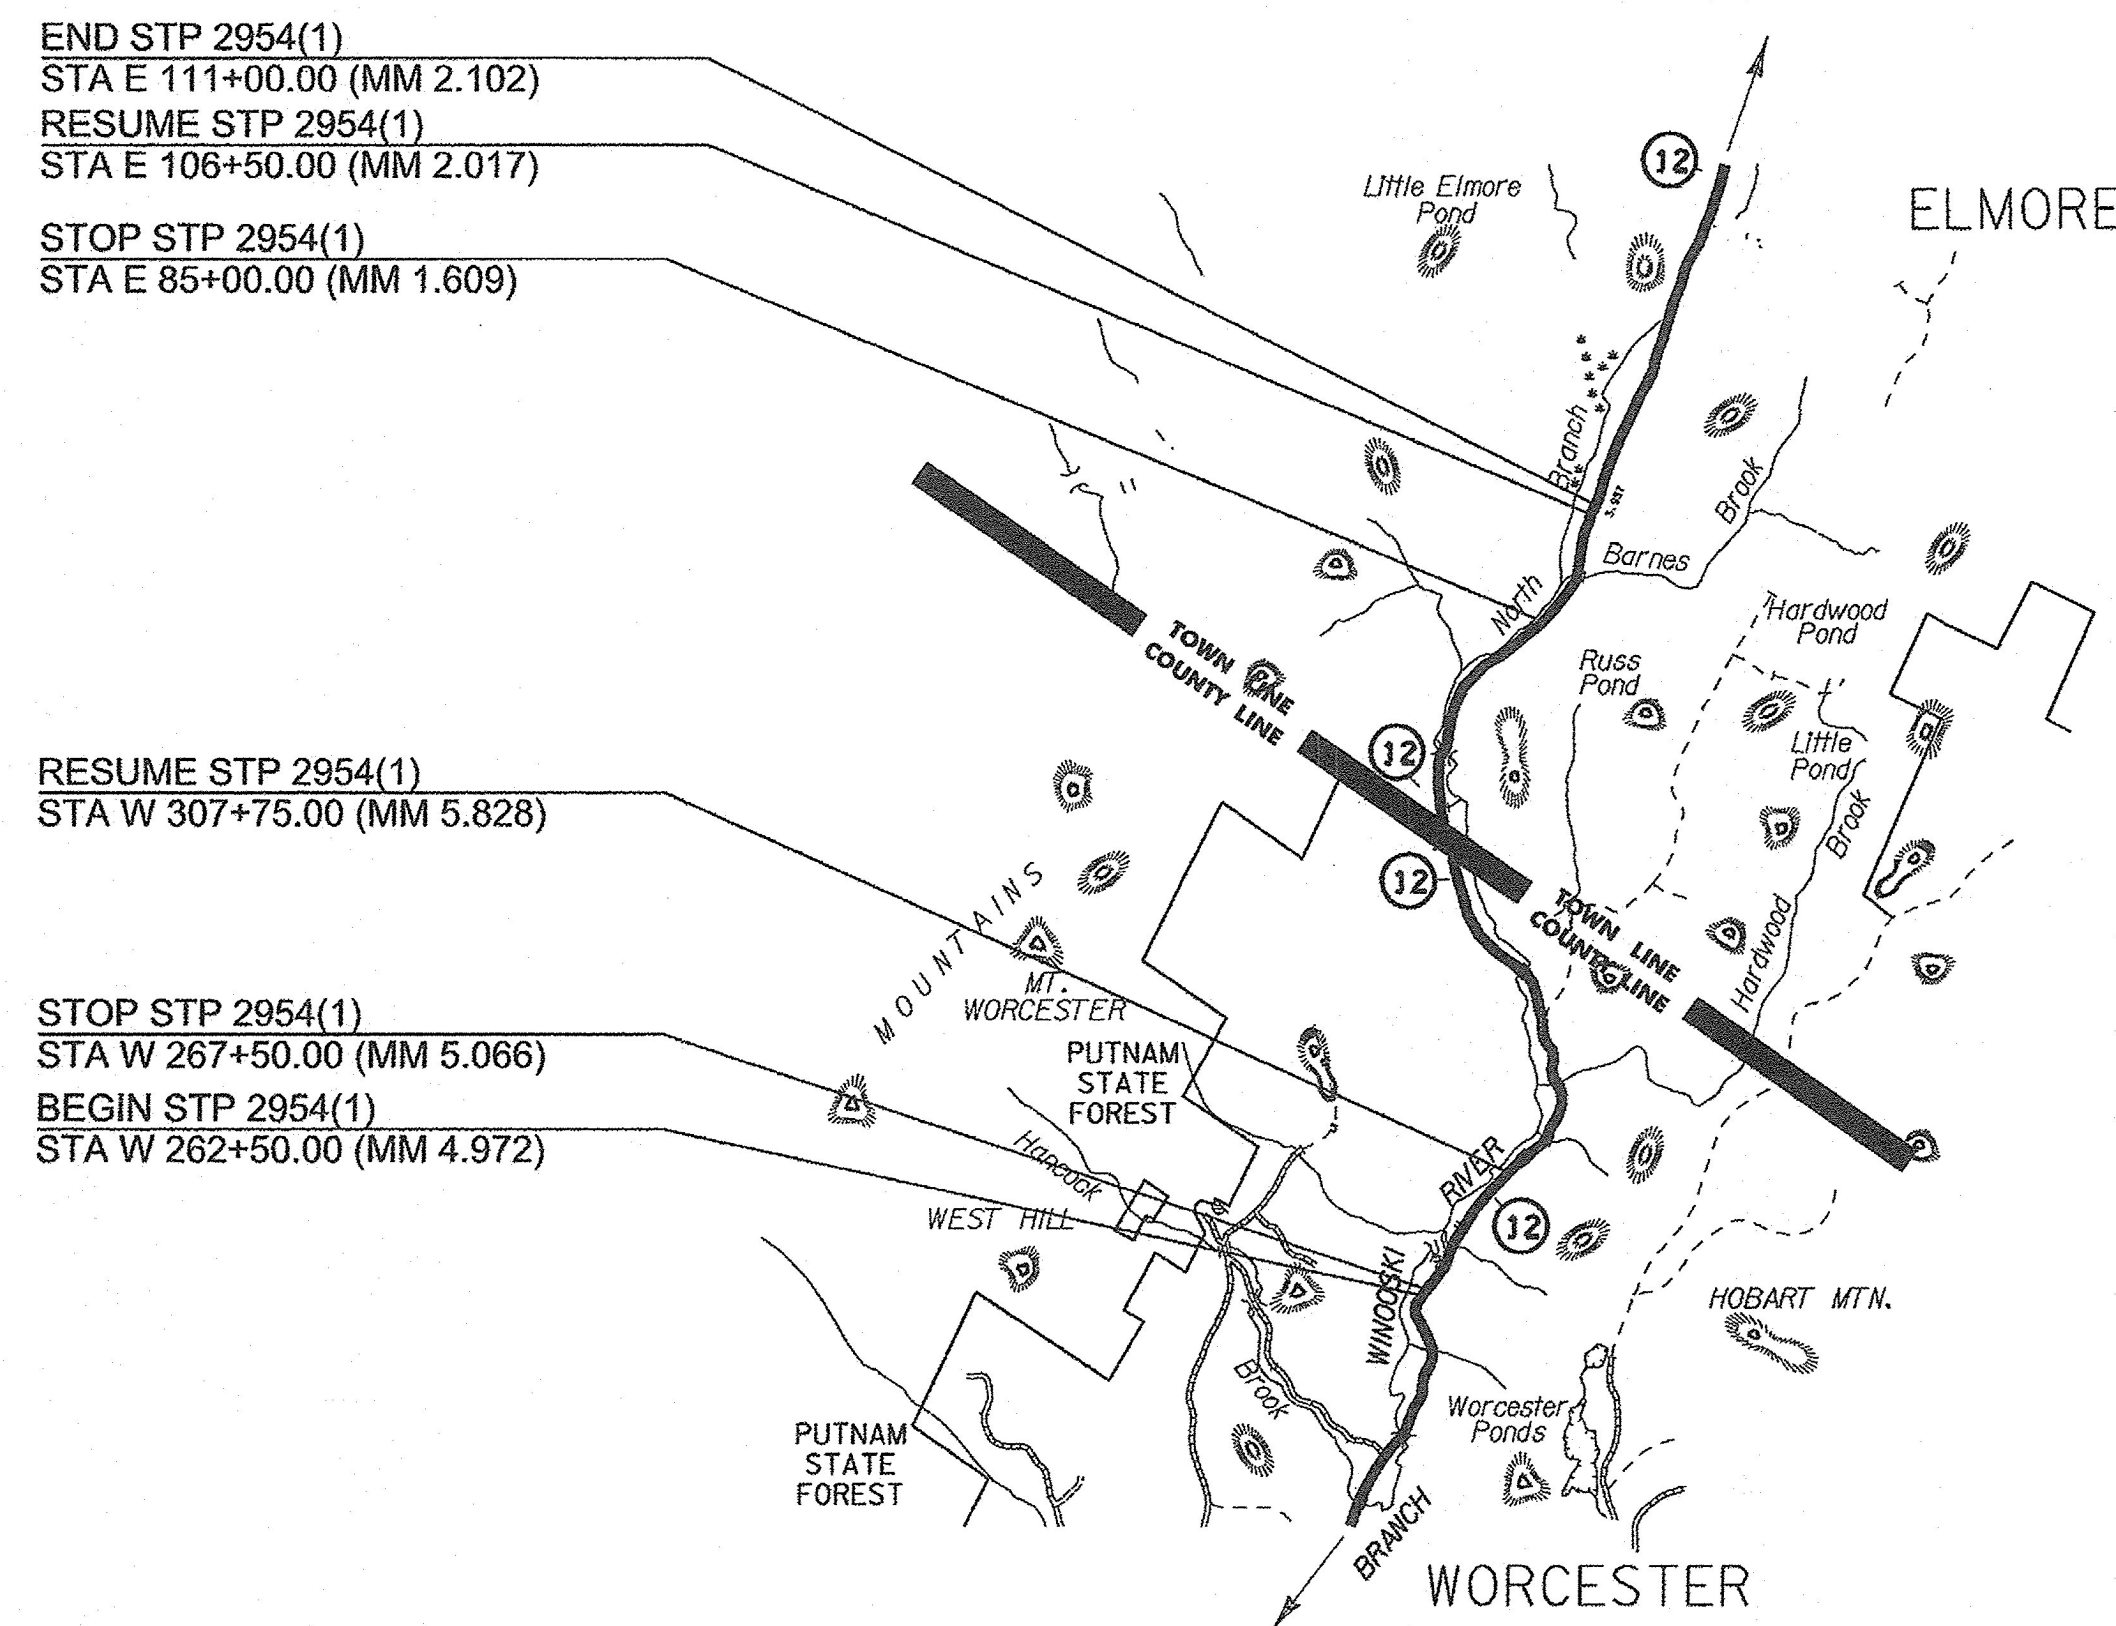 END STP 2954(1)
STA E 111+00.00 (MM 2.102)
RESUME STP 2954(1)
STA E 106+50.00 (MM 2.017)
STOP STP 2954(1)
STA E 85+00.00 (MM 1.609)
RESUME STP 2954(1)
STA W 307+75.00 (MM 5.828)
STOP STP 2954(1)
STA W 267+50.00 (MM 5.066)
BEGIN STP 2954(1)
STA W 262+50.00 (MM 4.972)
12
Little Elmore
Pond
ELMORE
Branch
Brook
Barnes
North
Hardwood
Pond
Russ
Pond
TOWN LINE
COUNTY LINE
12
Little
Pond
Brook
12
MOUNTAINS
TOWN LINE
COUNTY LINE
Hardwood
MT.
WORCESTER
PUTNAM
STATE
FOREST
Hancock
RIVER
WEST HILL
12
WINOOSKI
HOBART MTN.
Brook
Worcester
Ponds
PUTNAM
STATE
FOREST
BRANCH
WORCESTER